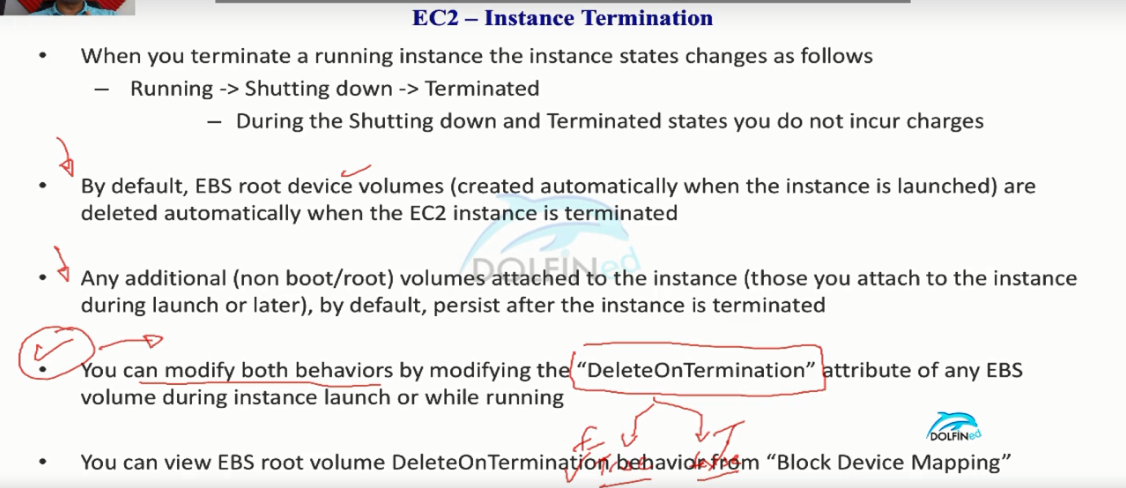 EC2 – Instance Termination
• When you terminate a running instance the instance states changes as follows
– Running -> Shutting down -> Terminated
– During the Shutting down and Terminated states you do not incur charges
• By default, EBS root device volumes (created automatically when the instance is launched) are
deleted automatically when the EC2 instance is terminated
DOLFINed
• Any additional (non boot/root) volumes attached to the instance (those you attach to the instance
during launch or later), by default, persist after the instance is terminated
• You can modify both behaviors by modifying the “DeleteOnTermination” attribute of any EBS
volume during instance launch or while running
DOLFINed
F T
• You can view EBS root volume DeleteOnTermination behavior from “Block Device Mapping”